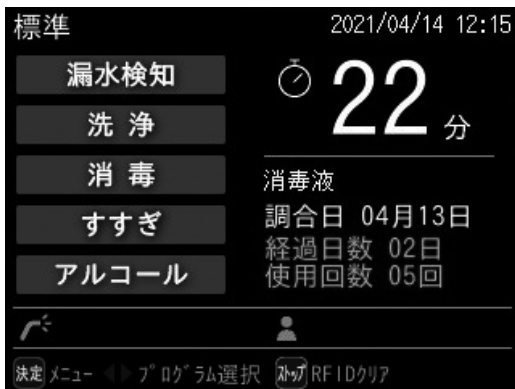 標準
2021/04/14 12:15
漏水検知
洗 浄
消 毒
すすぎ
アルコール
22分
消毒液
調合日 04月13日
経過日数 02日
使用回数 05回
決定 メニュー ◀▶ プログラム選択 ストップ RFIDクリア